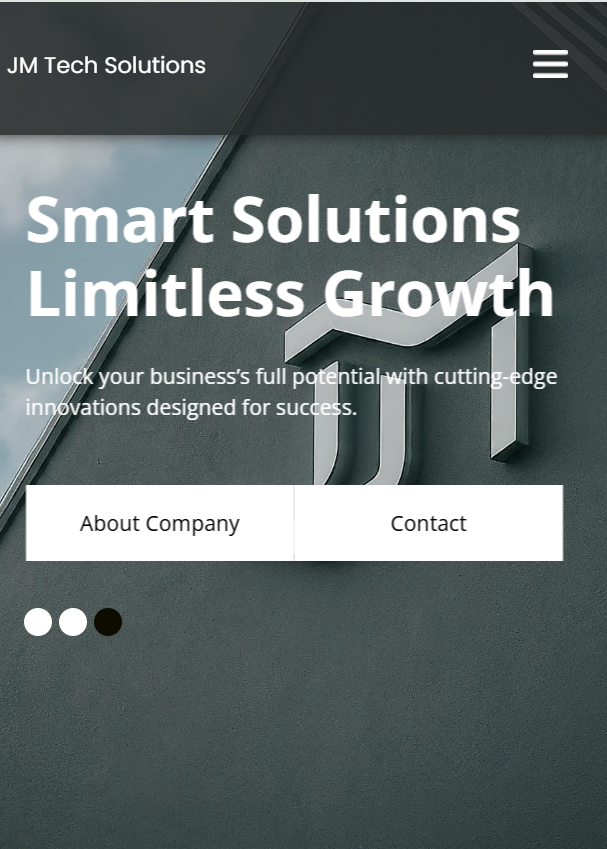 JM Tech Solutions
Smart Solutions
Limitless Growth
Unlock your business’s full potential with cutting-edge
innovations designed for success.
About Company
Contact